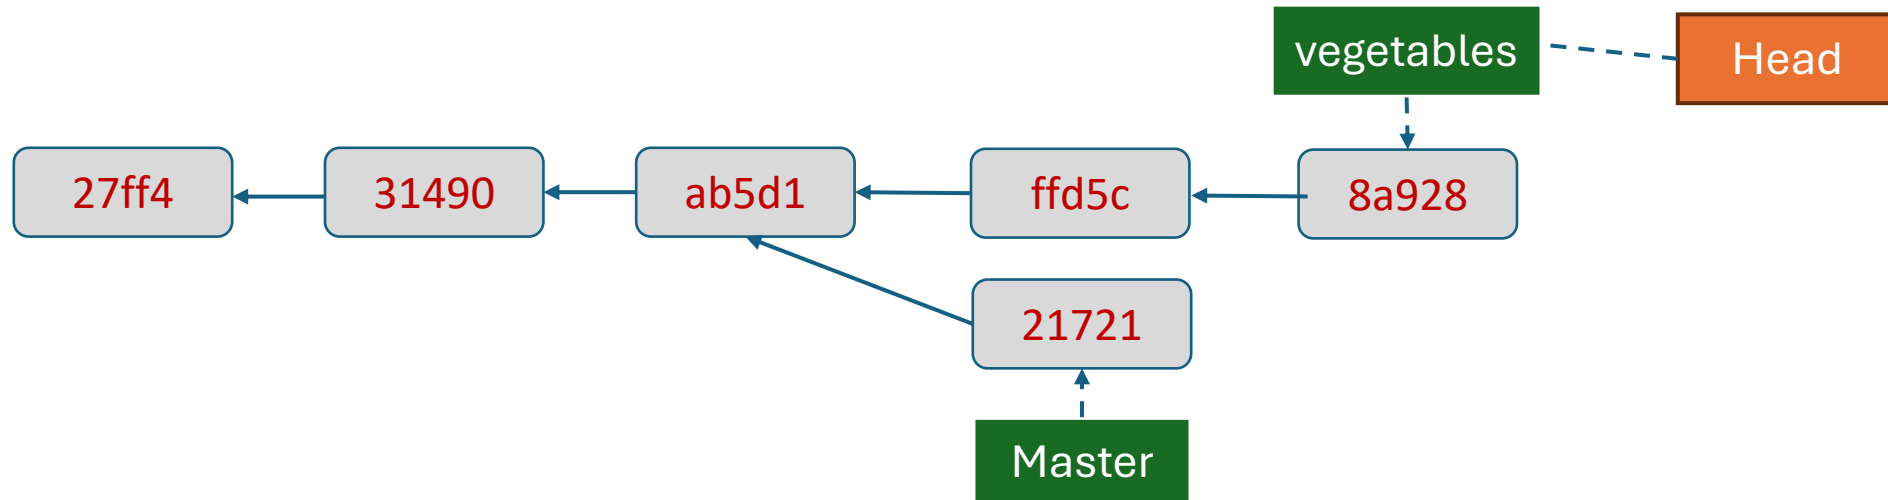 vegetables
Head
27ff4
31490
ab5d1
ffd5c
8a928
21721
Master